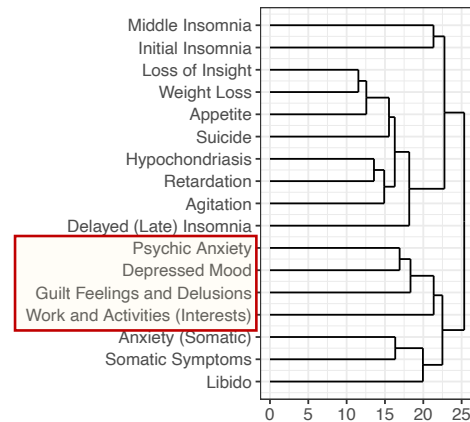 Middle Insomnia
Initial Insomnia
Loss of Insight
Weight Loss
Appetite
Suicide
Hypochondriasis
Retardation
Agitation
Delayed (Late) Insomnia
Psychic Anxiety
Depressed Mood
Guilt Feelings and Delusions
Work and Activities (Interests)
Anxiety (Somatic)
Somatic Symptoms
Libido
0 5 10 15 20 25